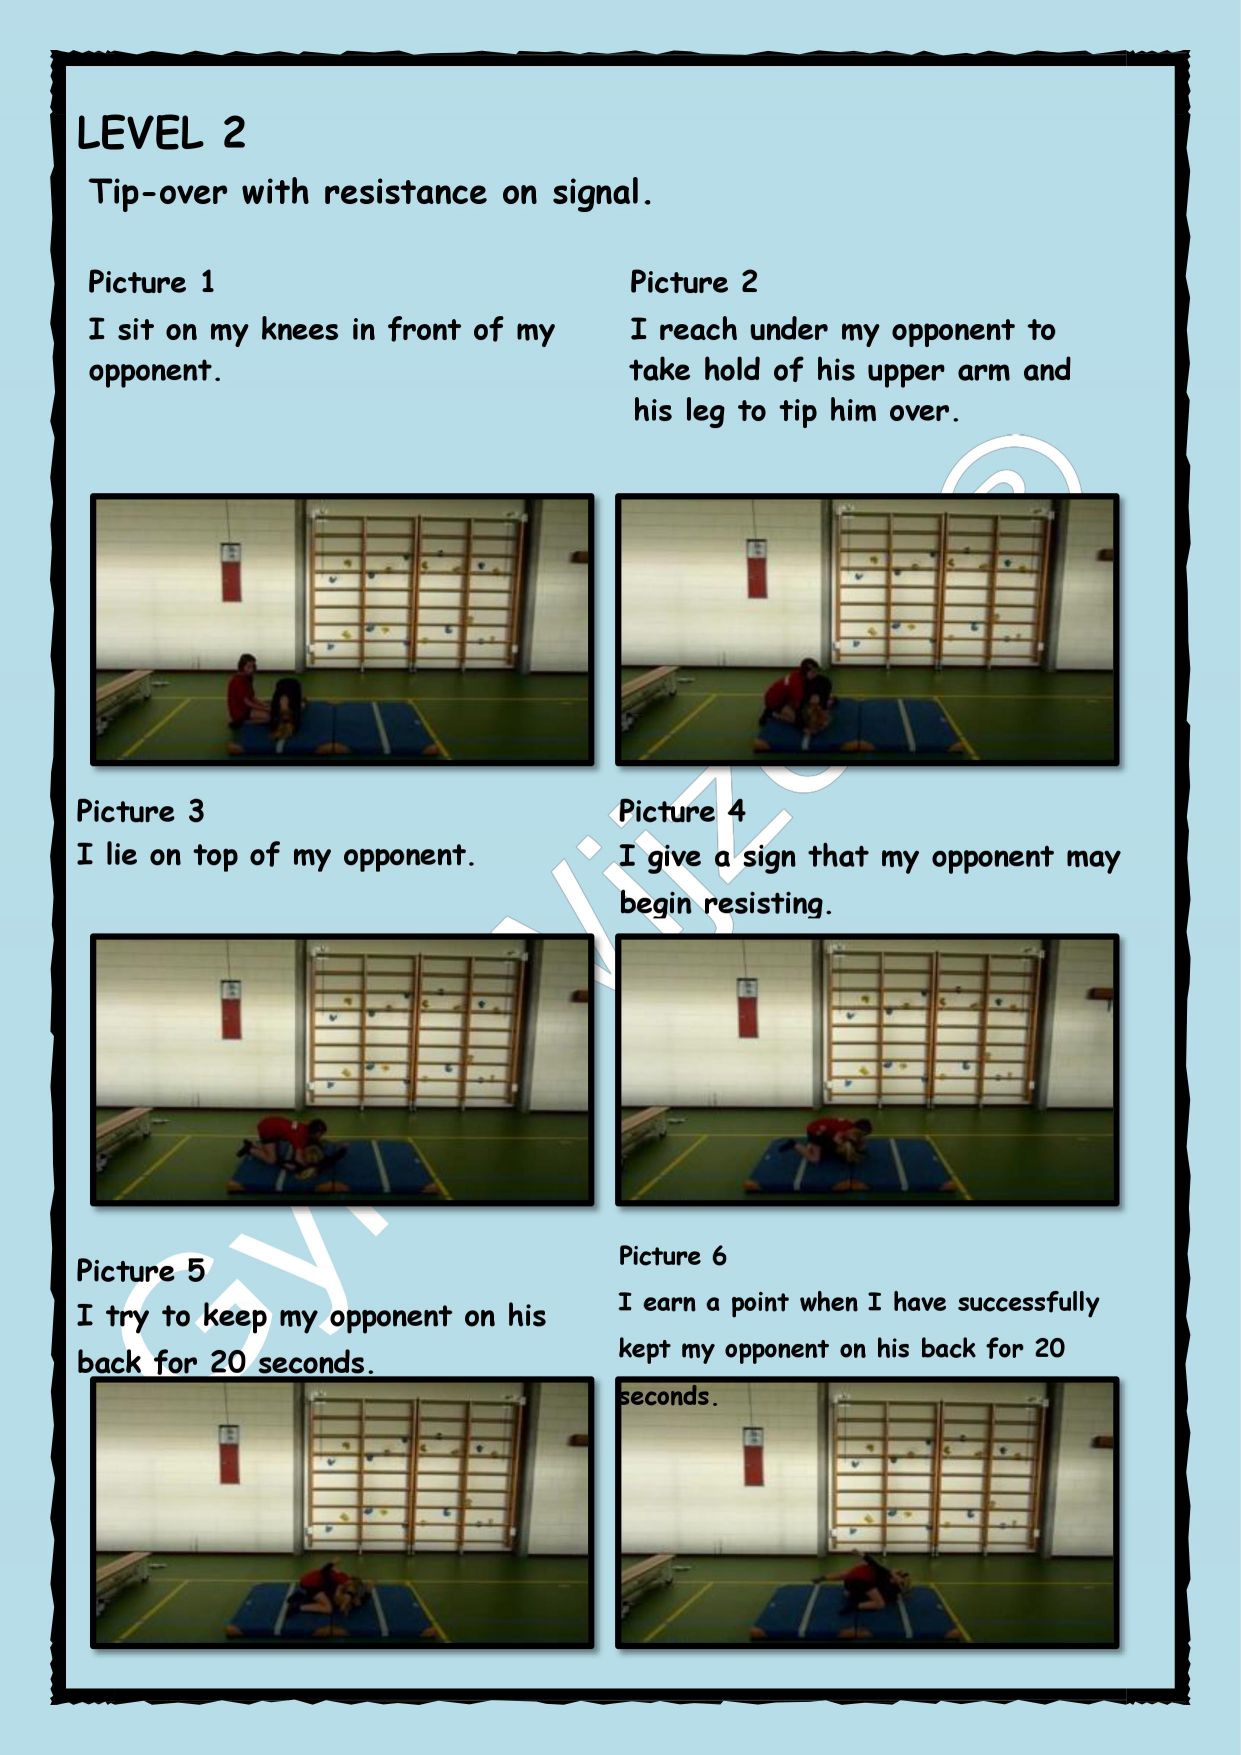 LEVEL 2
Tip-over with resistance on signal.
Picture 1
I sit on my knees in front of my
opponent.
Picture 2
I reach under my opponent to
take hold of his upper arm and
his leg to tip him over.
Picture 3
I lie on top of my opponent.
Picture 4
I give a sign that my opponent may
begin resisting.
Picture 5
I try to keep my opponent on his
back for 20 seconds.
Picture 6
I earn a point when I have successfully
kept my opponent on his back for 20
seconds.